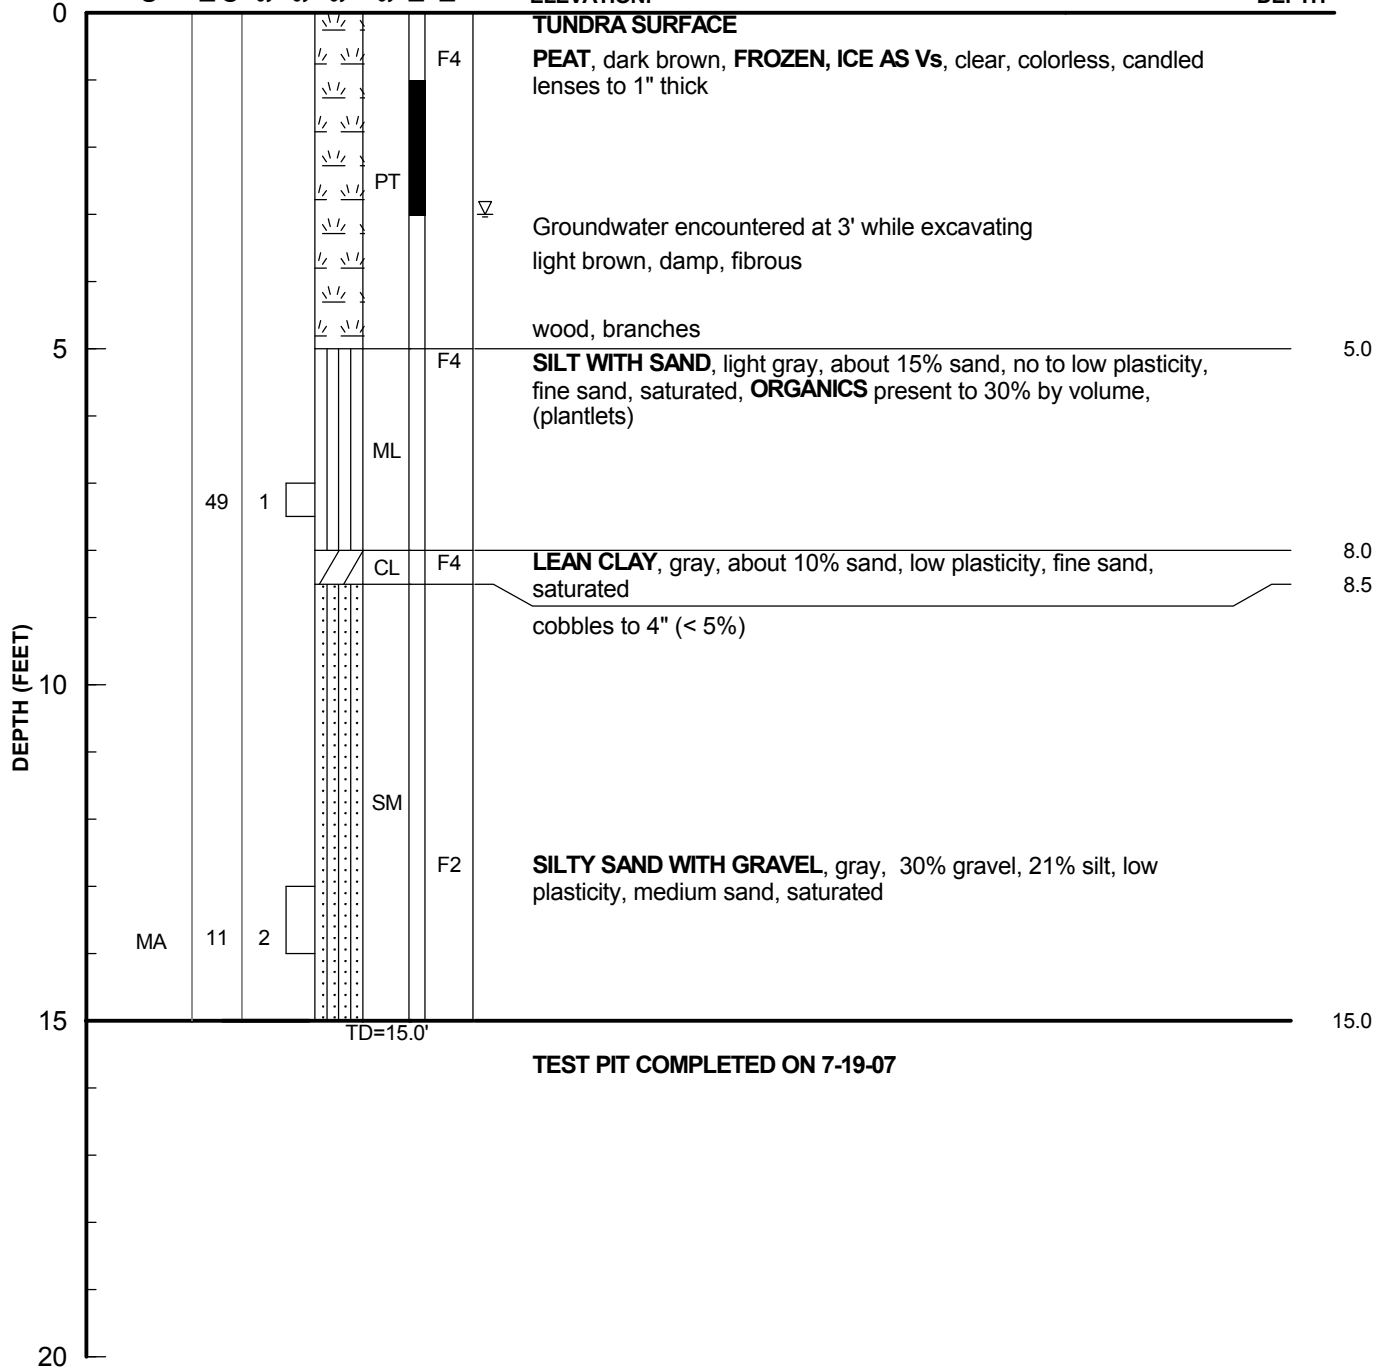 0
TUNDRA SURFACE
F4
PEAT, dark brown, FROZEN, ICE AS Vs, clear, colorless, candled
lenses to 1" thick
PT
Groundwater encountered at 3' while excavating
light brown, damp, fibrous
wood, branches
5
5.0
F4
SILT WITH SAND, light gray, about 15% sand, no to low plasticity,
fine sand, saturated, ORGANICS present to 30% by volume,
(plantlets)
ML
49 1
8.0
CL F4
LEAN CLAY, gray, about 10% sand, low plasticity, fine sand,
saturated
8.5
cobbles to 4" (< 5%)
DEPTH (FEET)
10
SM
F2
SILTY SAND WITH GRAVEL, gray, 30% gravel, 21% silt, low
plasticity, medium sand, saturated
MA 11 2
15
15.0
TD=15.0'
TEST PIT COMPLETED ON 7-19-07
20